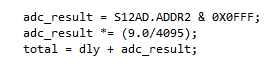 adc_result = S12AD.ADDR2 & 0X0FFF;
adc_result *= (9.0/4095);
total = dly + adc_result;